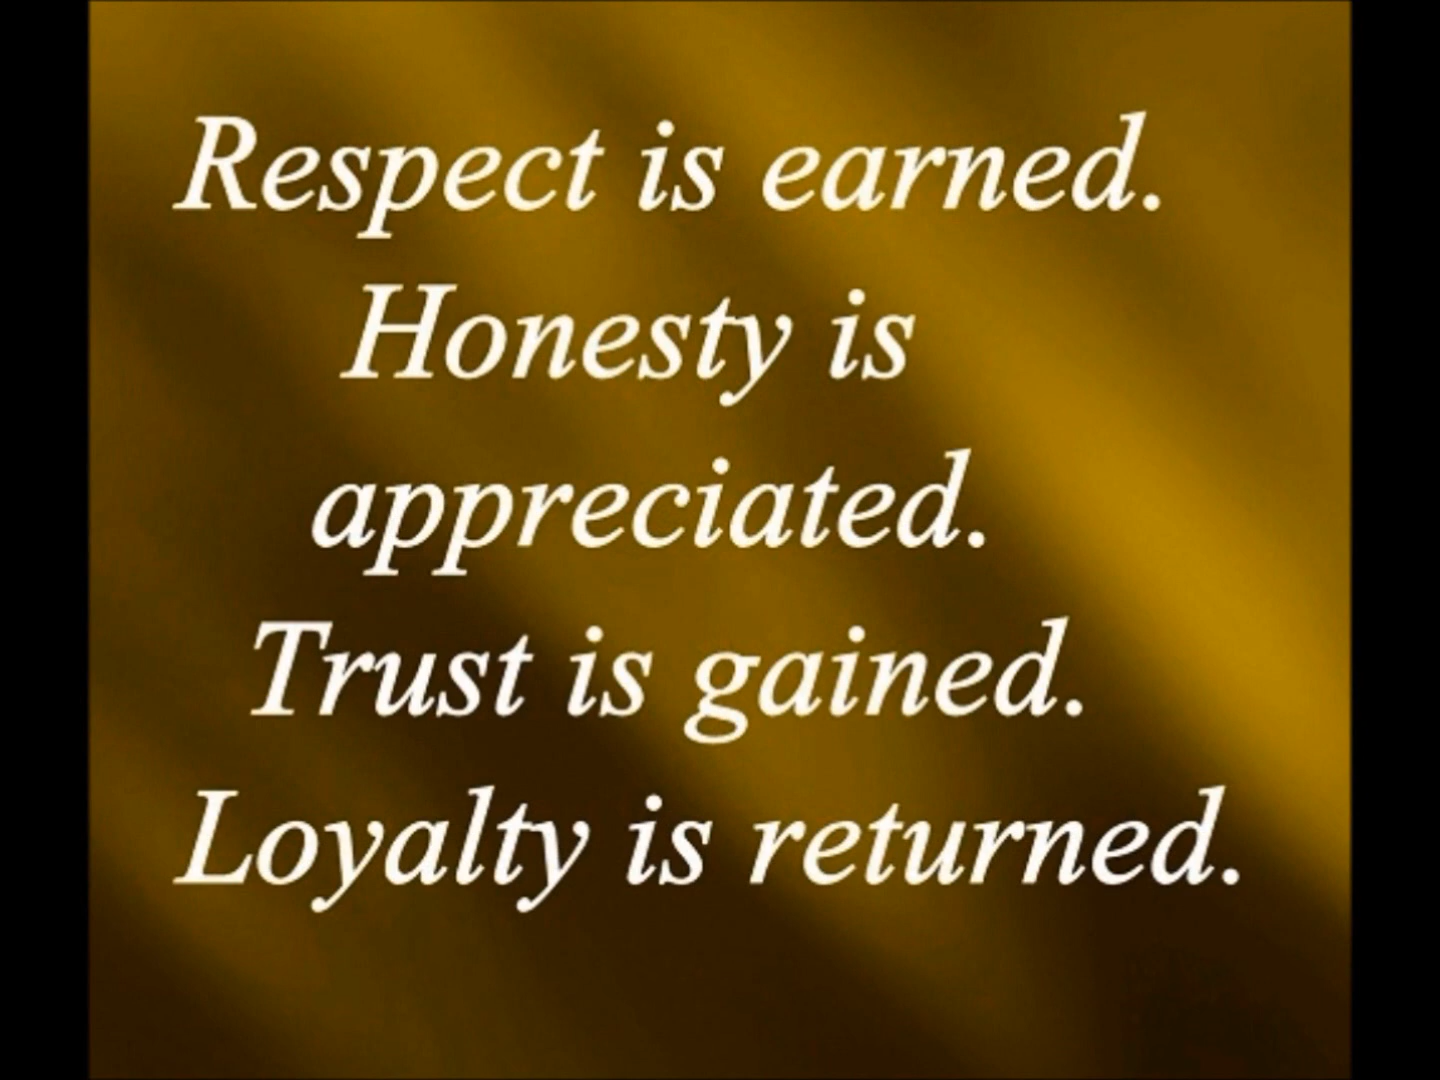 Respect is earned.
Honesty is
appreciated.
Trust is gained.
Loyalty is returned.